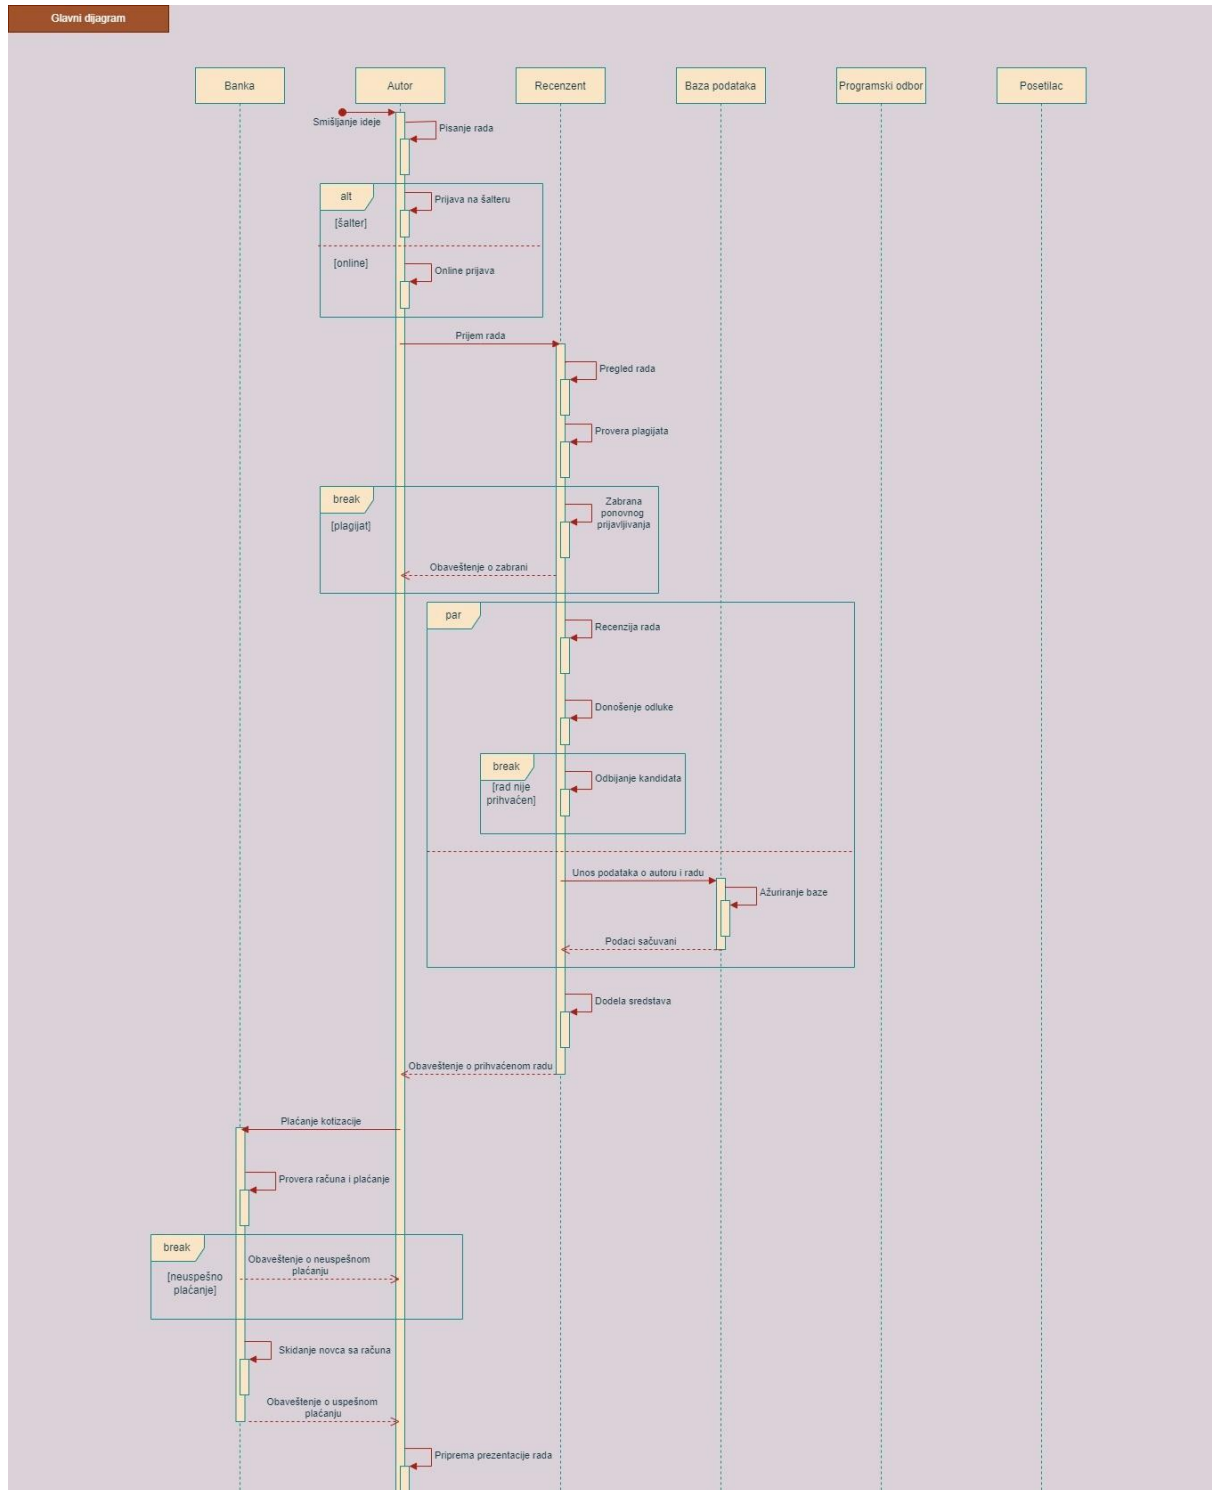 Glavni dijagram
Banka
Autor
Recenzent
Baza podataka
Programski odbor
Posetilac
Smišljanje ideje
Pisanje rada
alt
Prijava na šalteru
[šalter]
[online]
Online prijava
Prijem rada
Pregled rada
Provera plagijata
break
[plagijat]
Zabrana
ponovnog
prijavljivanja
Obaveštenje o zabrani
par
Recenzija rada
Donošenje odluke
break
[rad nije
prihvaćen]
Odbijanje kandidata
Unos podataka o autoru i radu
Ažuriranje baze
Podaci sačuvani
Dodela sredstava
Obaveštenje o prihvaćenom radu
Plaćanje kotizacije
Provera računa i plaćanje
break
[neuspešno
plaćanje]
Obaveštenje o neuspešnom
plaćanju
Skidanje novca sa računa
Obaveštenje o uspešnom
plaćanju
Priprema prezentacije rada